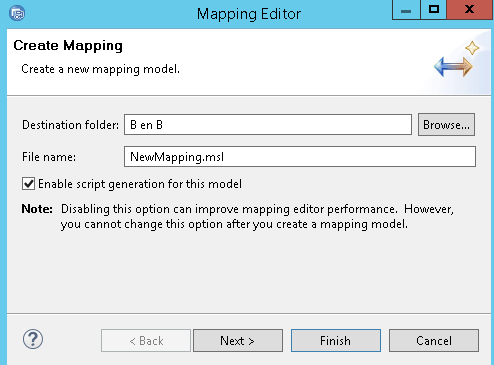 Mapping Editor
Create Mapping
Create a new mapping model.
Destination folder: B en B Browse...
File name: NewMapping.msl
Enable script generation for this model
Note: Disabling this option can improve mapping editor performance. However,
you cannot change this option after you create a mapping model.
? < Back Next > Finish Cancel